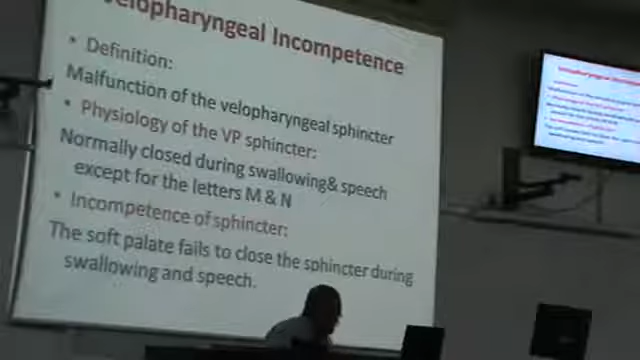 Velopharyngeal Incompetence
• Definition:
Malfunction of the velopharyngeal sphincter
• Physiology of the VP sphincter:
Normally closed during swallowing& speech
except for the letters M & N
• Incompetence of sphincter:
The soft palate fails to close the sphincter during
swallowing and speech.